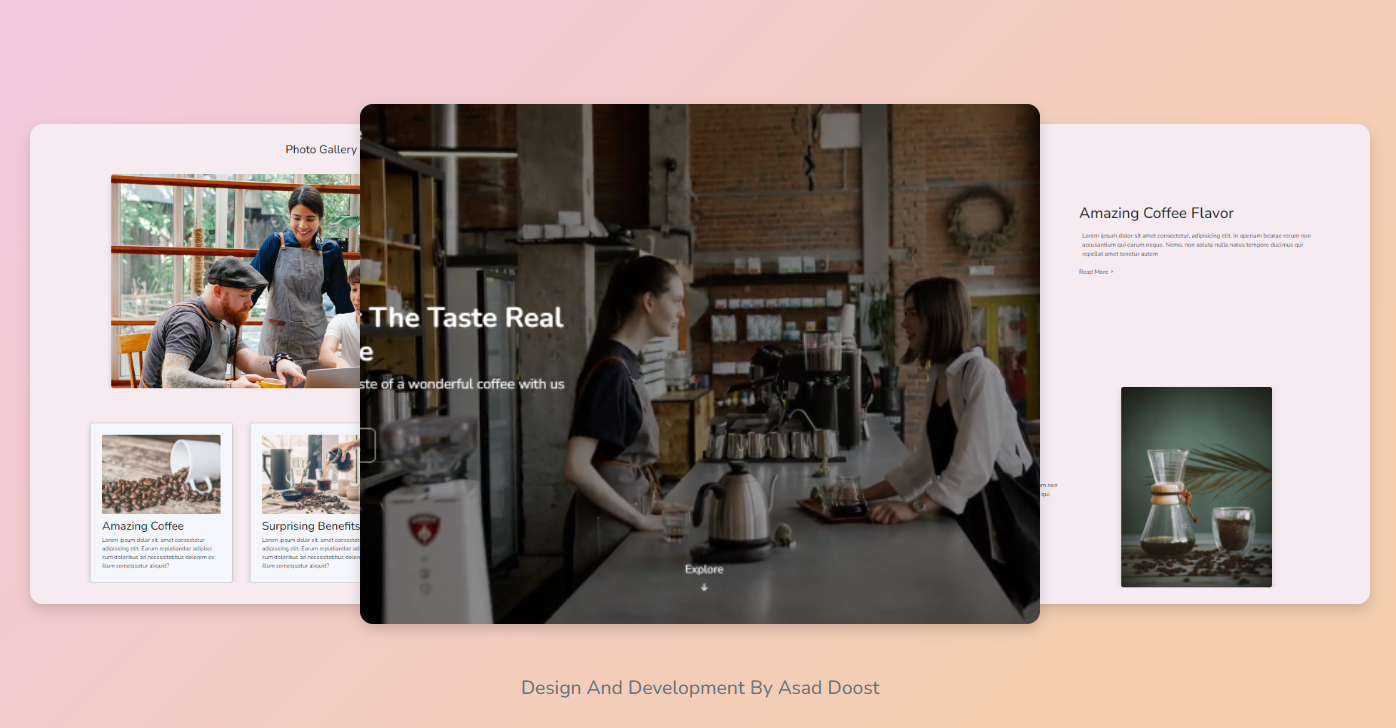 Photo Gallery
The Taste Real
e
ste of a wonderful coffee with us
Explore
Amazing Coffee
Lorem ipsum dolor sit, amet consectetur
adipisicing elit. Earum repudiandae adipisci
cum doloribus ad necessitatibus dolorem ex
illum consequatur aliquid?
Surprising Benefits
Lorem ipsum dolor sit, amet consectetur
adipisicing elit. Earum repudiandae
cum doloribus ad necessitatibus
illum consequatur aliquid?
Amazing Coffee Flavor
Lorem ipsum dolor sit amet consectetur, adipisicing elit. In aperiam beatae rerum non
accusantium qui earum neque. Nemo, non soluta nulla natus tempore ducimus qui
repellat amet tenetur autem
Read More >
m non
qui
Design And Development By Asad Doost